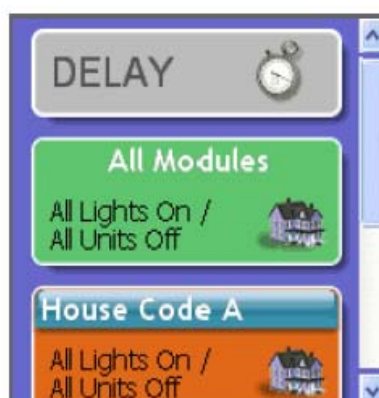 DELAY
All Modules
All Lights On /
All Units Off
House Code A
All Lights On /
All Units Off